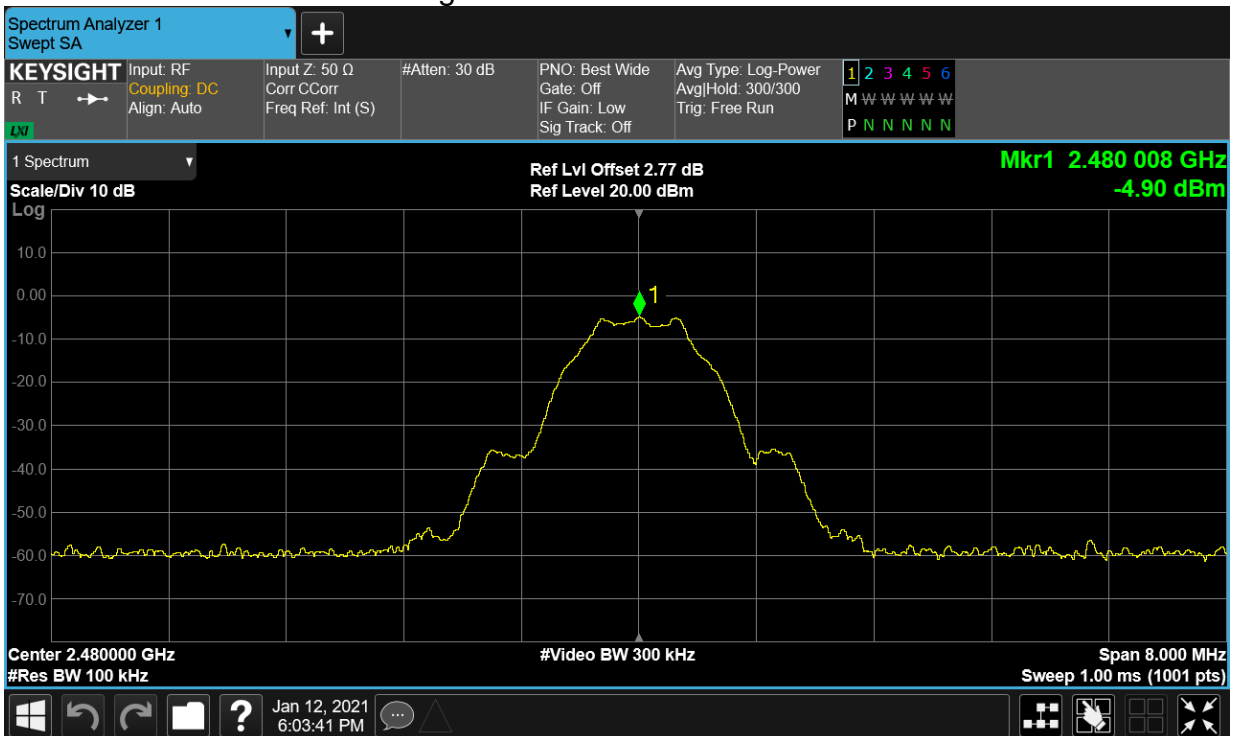 Spectrum Analyzer 1
Swept SA
KEYSIGHT
R T
LXI
Input: RF
Coupling: DC
Align: Auto
Input Z: 50 Ω
Corr CCorr
Freq Ref: Int (S)
#Atten: 30 dB
PNO: Best Wide
Gate: Off
IF Gain: Low
Sig Track: Off
Avg Type: Log-Power
Avg|Hold: 300/300
Trig: Free Run
1 2 3 4 5 6
M W W W W W
P N N N N N
1 Spectrum
Scale/Div 10 dB
Log
Ref Lvl Offset 2.77 dB
Ref Level 20.00 dBm
Mkr1 2.480 008 GHz
-4.90 dBm
10.0
0.00
1
-10.0
-20.0
-30.0
-40.0
-50.0
-60.0
-70.0
Center 2.480000 GHz
#Res BW 100 kHz
#Video BW 300 kHz
Span 8.000 MHz
Sweep 1.00 ms (1001 pts)
?
Jan 12, 2021
6:03:41 PM